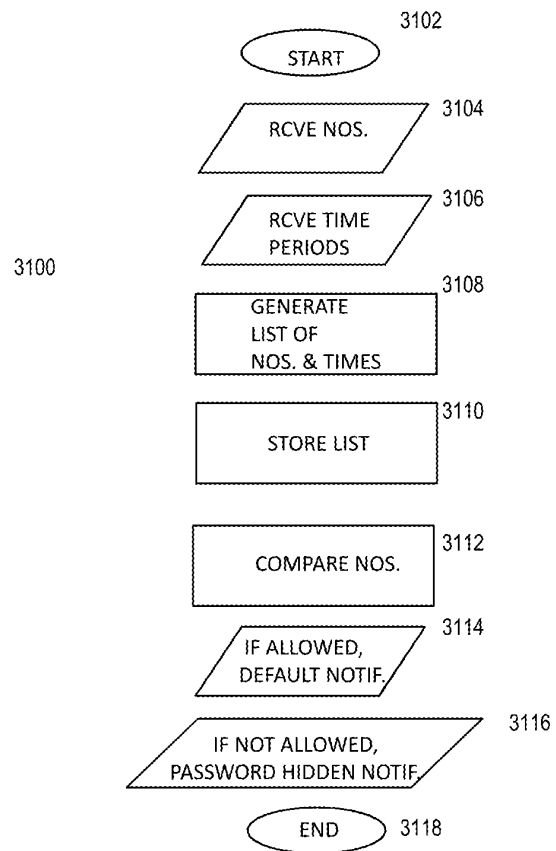 3102
START
3104
RCVE NOS.
3106
RCVE TIME
PERIODS
3100
3108
GENERATE
LIST OF
NOS. & TIMES
3110
STORE LIST
3112
COMPARE NOS.
3114
IF ALLOWED,
DEFAULT NOTIF.
3116
IF NOT ALLOWED,
PASSWORD HIDDEN NOTIF.
END
3118